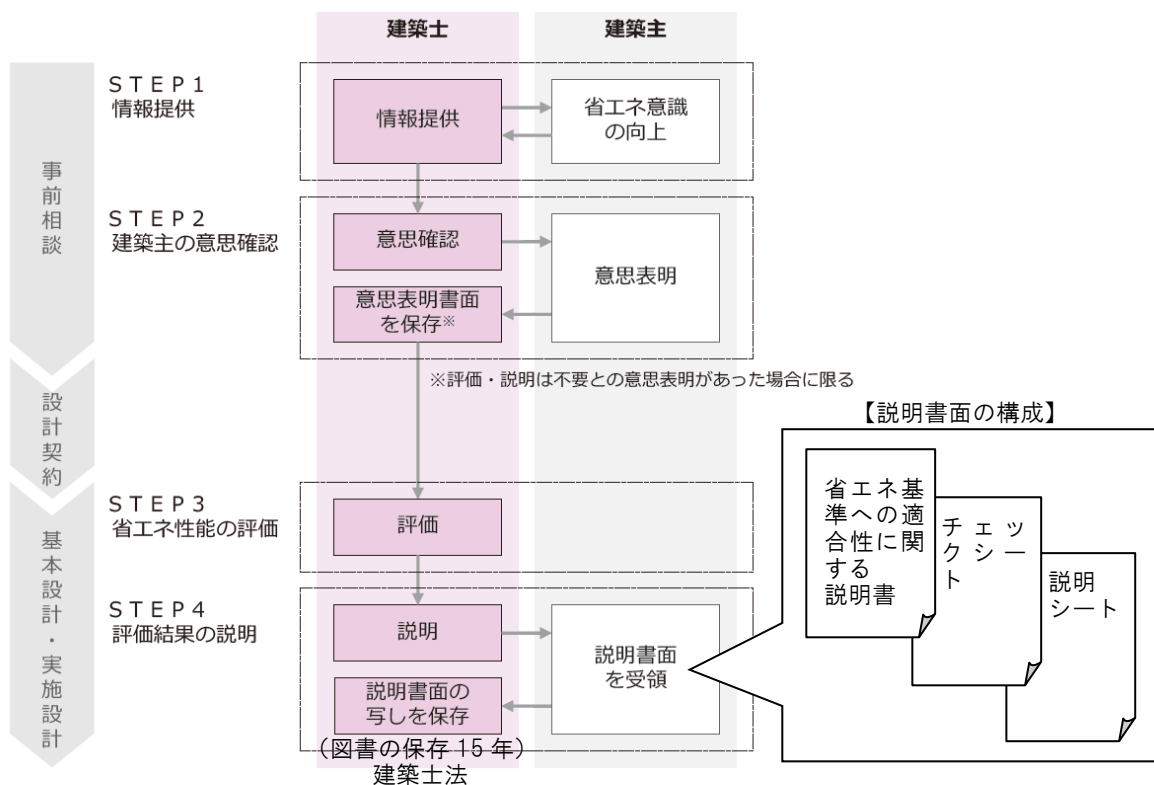 建築士
建築主
事前相談
設計契約
基本設計・実施設計
ＳＴＥＰ１
情報提供
情報提供
省エネ意識
の向上
ＳＴＥＰ２
建築主の意思確認
意思確認
意思表明
意思表明書面
を保存※
※評価・説明は不要との意思表明があった場合に限る
ＳＴＥＰ３
省エネ性能の評価
評価
ＳＴＥＰ４
評価結果の説明
説明
説明書面
を受領
説明書面の
写しを保存
（図書の保存 15 年）
建築士法
【説明書面の構成】
省エネ基
準への適
合性に関
する
説明書
チェッ
クシー
ト
説明
シート